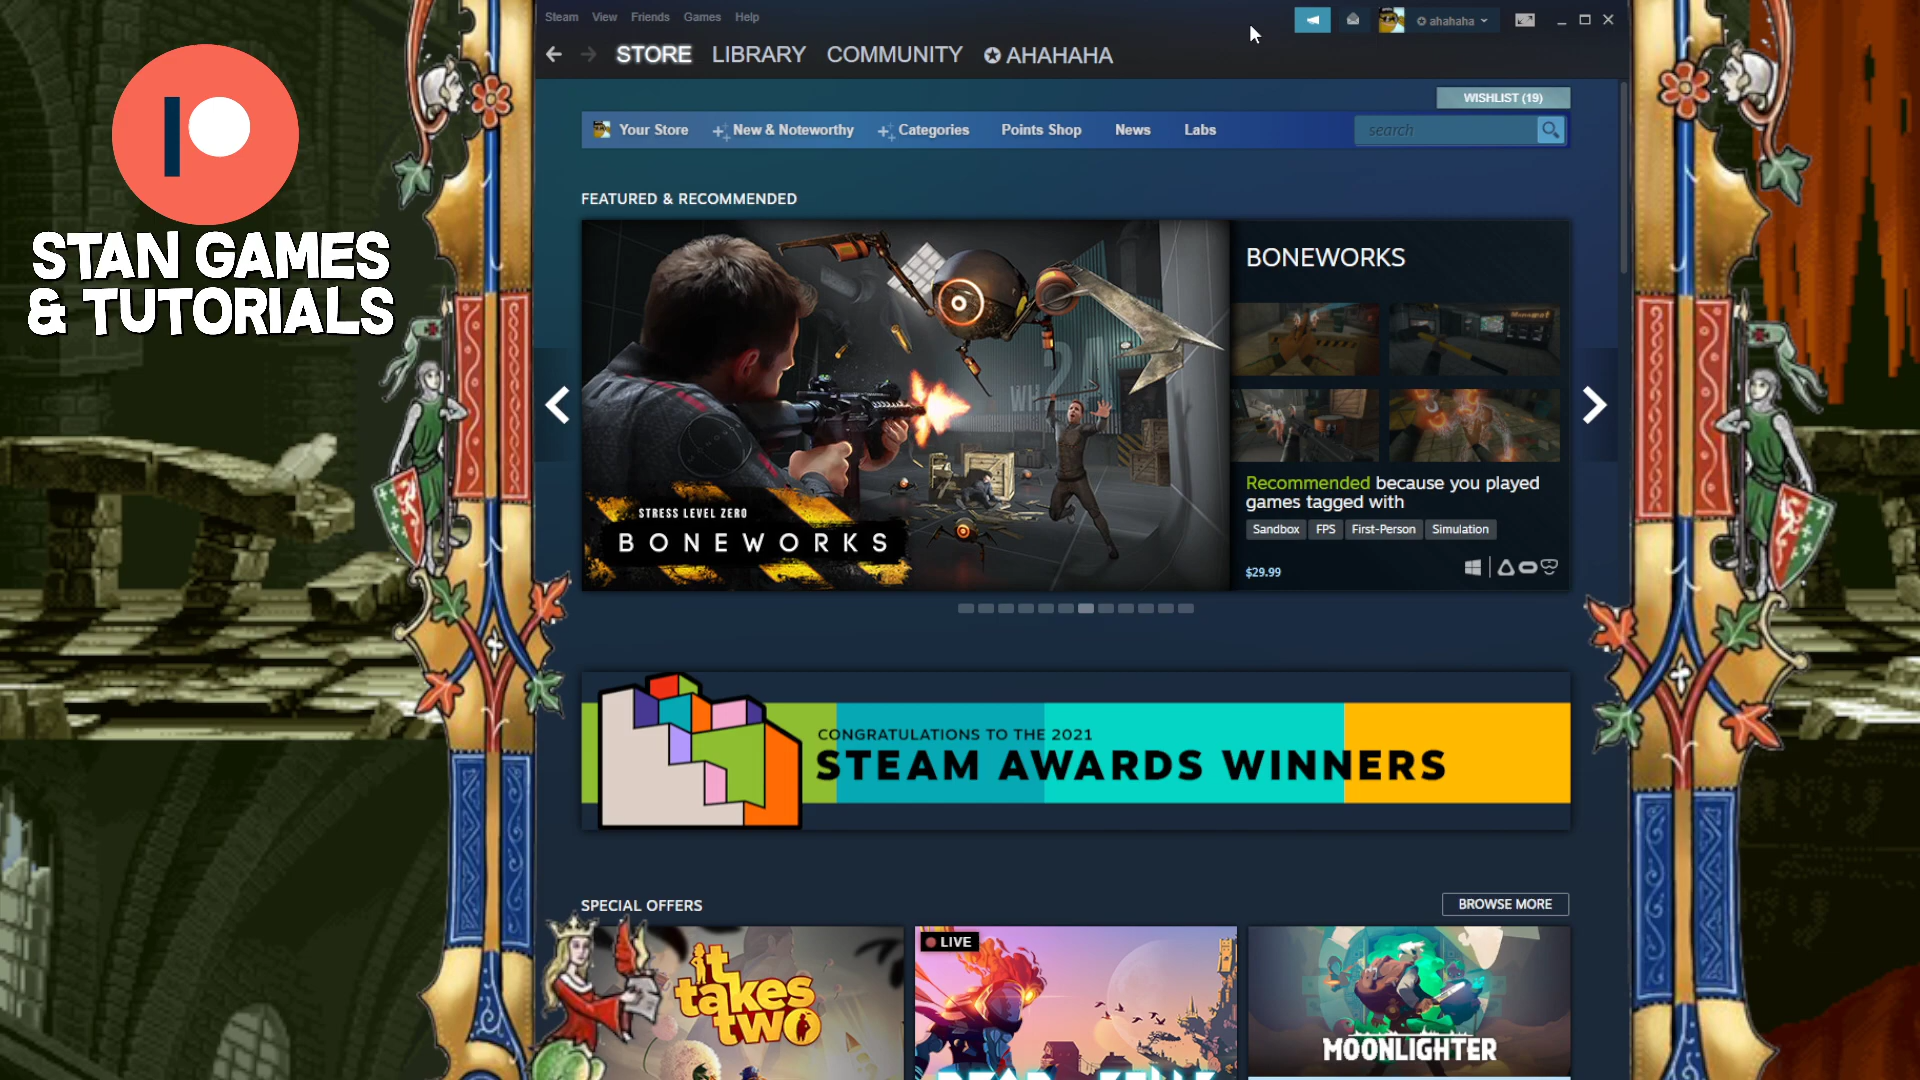 Steam View Friends Games Help
ahahaha
STORE LIBRARY COMMUNITY AHAHAHA
WISHLIST (19)
Your Store New & Noteworthy Categories Points Shop News Labs
search
STAN GAMES
& TUTORIALS
FEATURED & RECOMMENDED
BONEWORKS
STRESS LEVEL ZERO
BONEWORKS
Recommended because you played
games tagged with
Sandbox FPS First-Person Simulation
$29.99
CONGRATULATIONS TO THE 2021
STEAM AWARDS WINNERS
SPECIAL OFFERS
BROWSE MORE
it
takes
two
LIVE
MOONLIGHTER